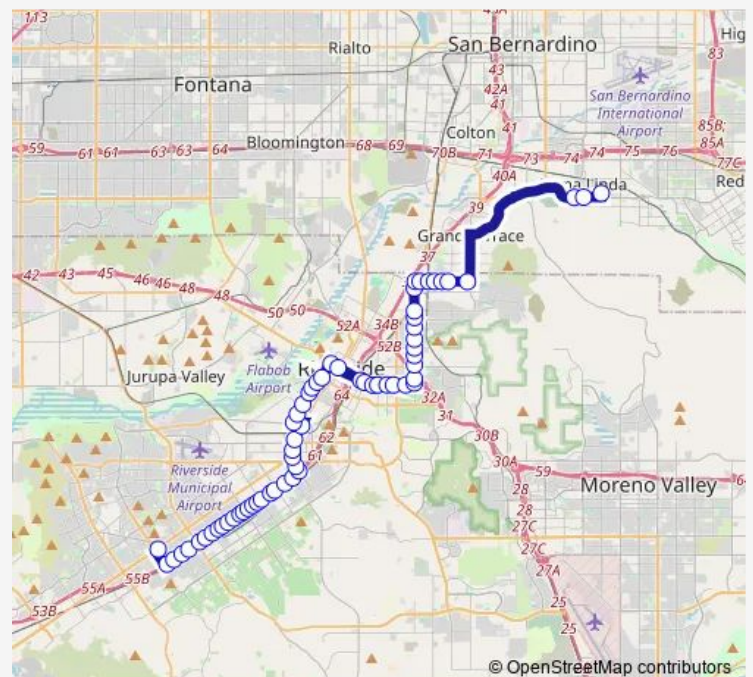 113
43A
High
Rialto
San Bernardino
83
Fontana
43
42A
41
San Bernardino
International
Airport
Colton
41
85B;
85A
Bloomington
59 61 61 63 64 68 69 70B 71 73 74 74 75 76 77C
40A
Red
39
37
42 43 45 46 46 48 48 50 50
52A
34B
52B
Jurupa Valley
Flabob
Airport
64
32A
31
30B
62
61
30A 59
Riverside
Municipal
Airport
28
28
27C
27C
27A
Moreno Valley
55B
55A
53B
25
25
© OpenStreetMap contributors